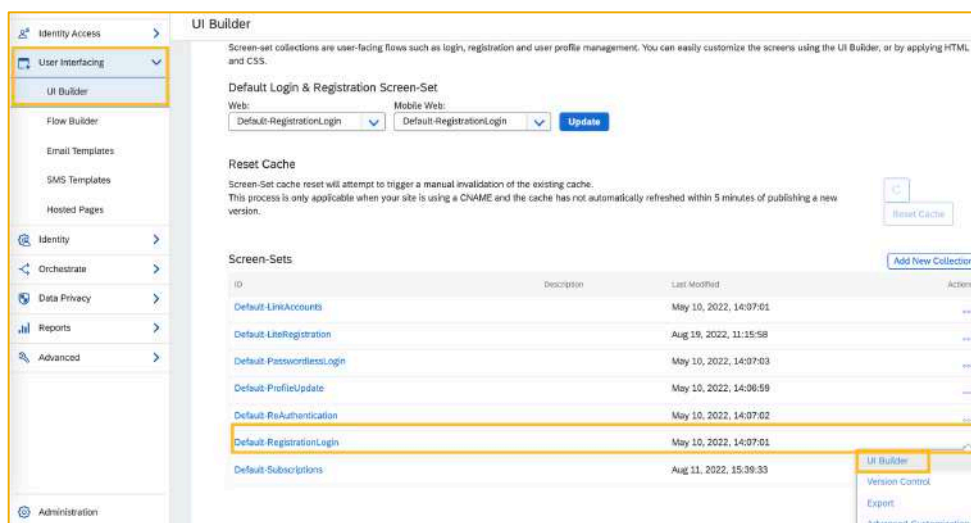 UI Builder
Identity Access
User Interfacing
UI Builder
Flow Builder
Email Templates
SMS Templates
Hosted Pages
Identity
Orchestrate
Data Privacy
Reports
Advanced
Administration
Screen-set collections are user-facing flows such as login, registration and user profile management. You can easily customize the screens using the UI Builder, or by applying HTML
and CSS.
Default Login & Registration Screen-Set
Web: Mobile Web:
Default-RegistrationLogin Default-RegistrationLogin Update
Reset Cache
Screen-Set cache reset will attempt to trigger a manual invalidation of the existing cache.
This process is only applicable when your site is using a CNAME and the cache has not automatically refreshed within 5 minutes of publishing a new
version.
Reset Cache
Screen-Sets Add New Collection
ID Description Last Modified Actions
Default-LinkAccounts May 10, 2022, 14:07:01
Default-LiteRegistration Aug 19, 2022, 11:15:58
Default-PasswordlessLogin May 10, 2022, 14:07:03
Default-ProfileUpdate May 10, 2022, 14:06:59
Default-ReAuthentication May 10, 2022, 14:07:02
Default-RegistrationLogin May 10, 2022, 14:07:01
Default-Subscriptions Aug 11, 2022, 15:39:33
UI Builder
Version Control
Export
Advanced Customization